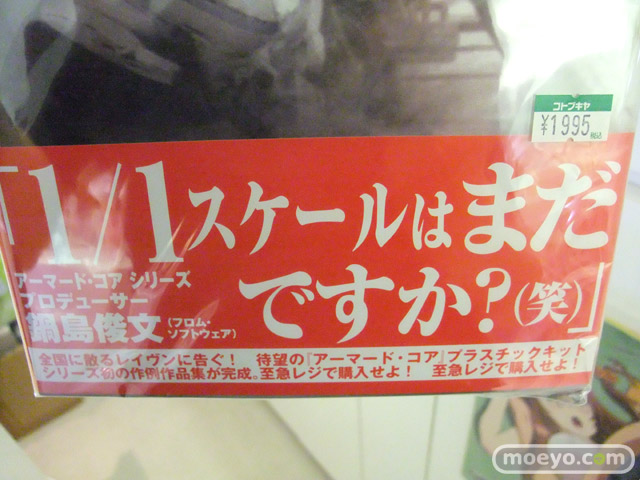 コトブキヤ
¥1995 税込
「1/1スケールはまだ
ですか?(笑)」
アーマード・コア シリーズ
プロデューサー
鍋島俊文(フロム・
ソフトウェア)
全国に散るレイヴンに告ぐ! 待望の『アーマード・コア』プラスチックキット
シリーズ初の作例作品集が完成。至急レジで購入せよ! 至急レジで購入せよ!
moeyo.com